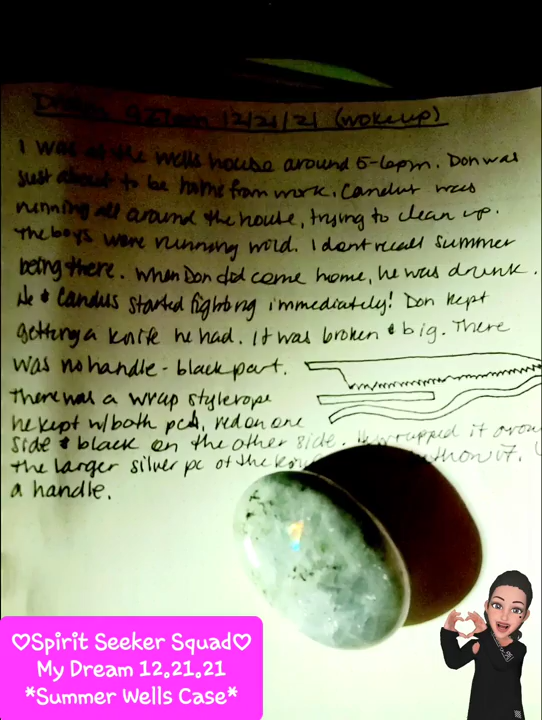 Dream 927am 12/21/21 (woke up)
I was at the wells house around 5-6pm. Don was
just about to be home from work. Candus was
running all around the house, trying to clean up.
The boys were running wild. I dont recall Summer
being there. When Don did come home, he was drunk.
He & Candus started fighting immediately! Don kept
getting a knife he had. It was broken & big. There
was no handle - black part.
There was a wrap style rope
he kept w/both pcs, red on one
side & black on the other side. He wrapped it around
the larger silver pc of the
a handle.
♡Spirit Seeker Squad♡
My Dream 12.21.21
*Summer Wells Case*